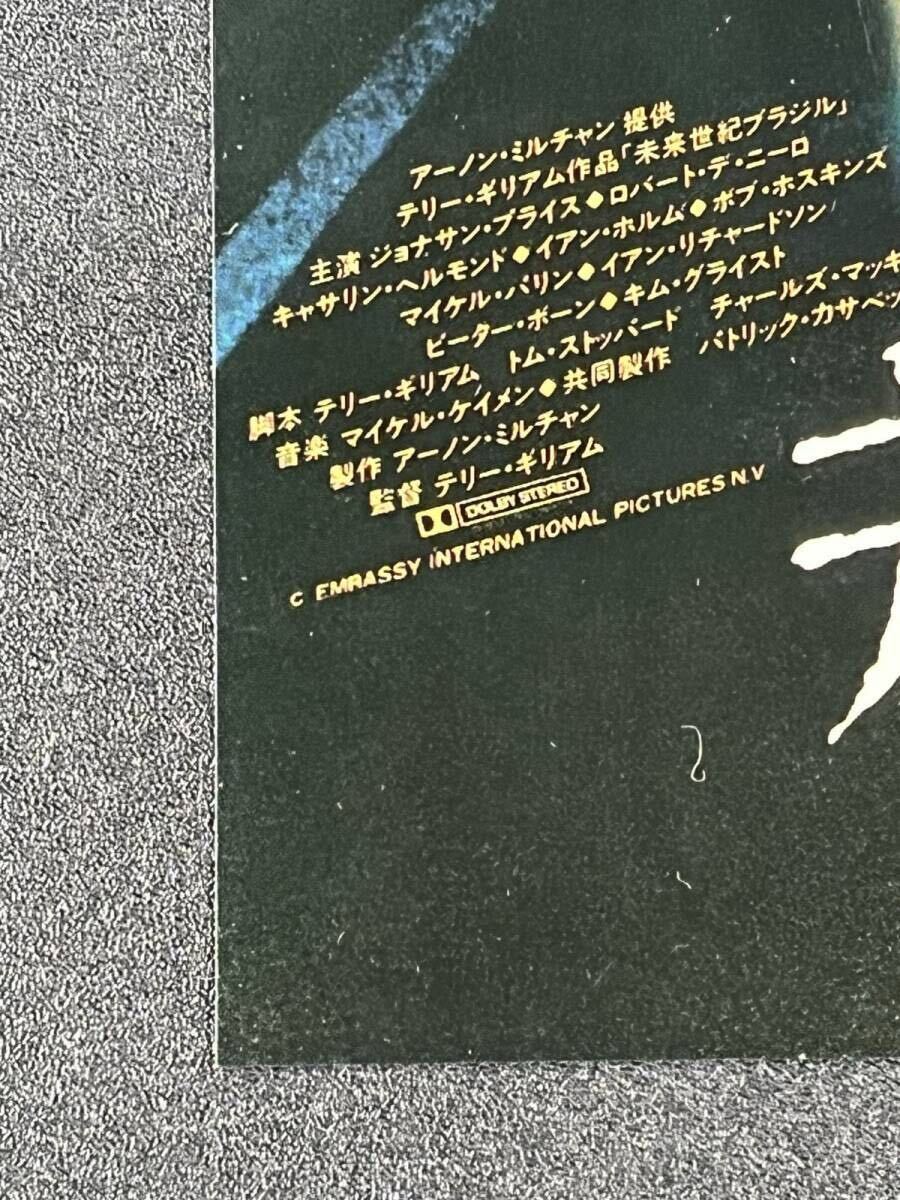 アーノン・ミルチャン 提供
テリー・ギリアム作品「未来世紀ブラジル」
主演 ジョナサン・プライス◆ロバート・デ・ニーロ
キャサリン・ヘルモンド◆イアン・ホルム◆ボブ・ホスキンズ
マイケル・パリン◆イアン・リチャードソン
ピーター・ボーン◆キム・グライスト
脚本 テリー・ギリアム トム・ストッパード チャールズ・マッキ
音楽 マイケル・ケイメン◆共同製作 パトリック・カサベッ
製作 アーノン・ミルチャン
監督 テリー・ギリアム
DOLBY STEREO
C EMBASSY INTERNATIONAL PICTURES N.V